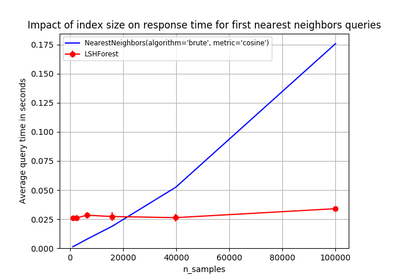 Impact of index size on response time for first nearest neighbors queries
NearestNeighbors(algorithm='brute', metric='cosine')
LSHForest
Average query time in seconds
0.175
0.150
0.125
0.100
0.075
0.050
0.025
0.000
0 20000 40000 60000 80000 100000
n_samples